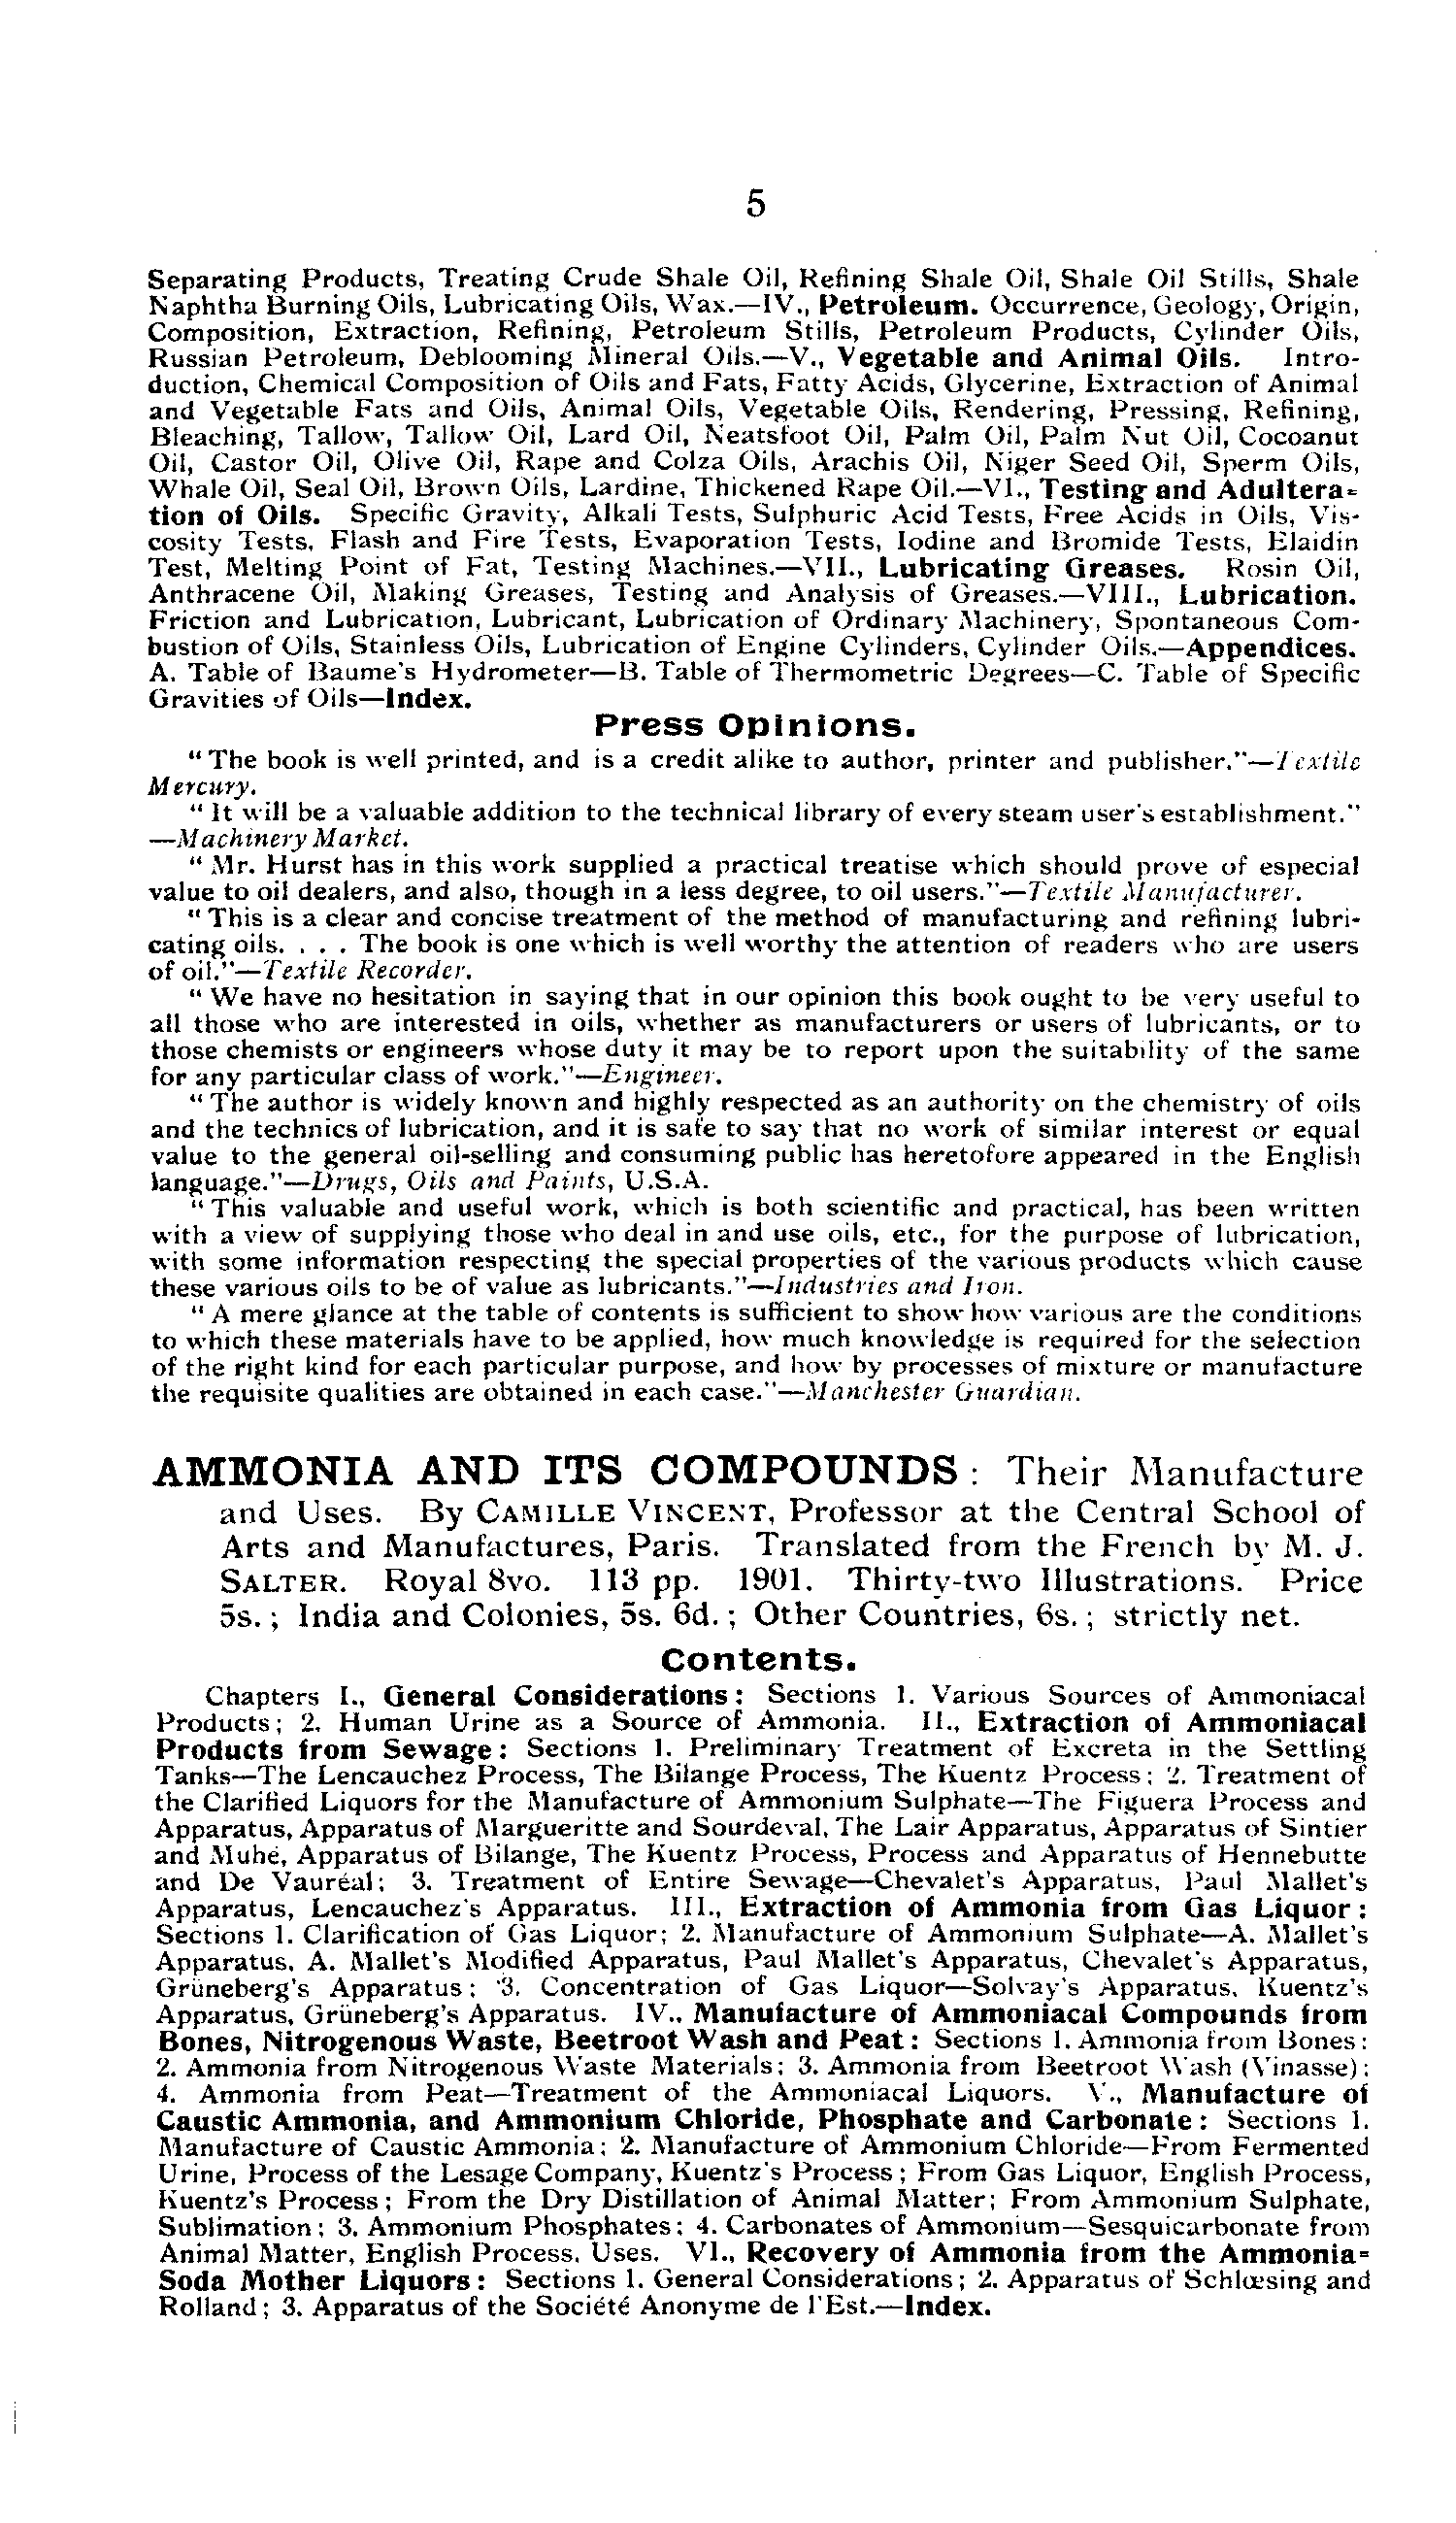 5
Separating Products, Treating Crude Shale Oil, Refining Shale Oil, Shale Oil Stills, Shale
Naphtha Burning Oils, Lubricating Oils, Wax.—IV., Petroleum. Occurrence, Geology, Origin,
Composition, Extraction, Refining, Petroleum Stills, Petroleum Products, Cylinder Oils,
Russian Petroleum, Deblooming Mineral Oils.—V., Vegetable and Animal Oils. Intro-
duction, Chemical Composition of Oils and Fats, Fatty Acids, Glycerine, Extraction of Animal
and Vegetable Fats and Oils, Animal Oils, Vegetable Oils, Rendering, Pressing, Refining,
Bleaching, Tallow, Tallow Oil, Lard Oil, Neatsfoot Oil, Palm Oil, Palm Nut Oil, Cocoanut
Oil, Castor Oil, Olive Oil, Rape and Colza Oils, Arachis Oil, Niger Seed Oil, Sperm Oils,
Whale Oil, Seal Oil, Brown Oils, Lardine, Thickened Rape Oil.—VI., Testing and Adultera-
tion of Oils. Specific Gravity, Alkali Tests, Sulphuric Acid Tests, Free Acids in Oils, Vis-
cosity Tests, Flash and Fire Tests, Evaporation Tests, Iodine and Bromide Tests, Elaidin
Test, Melting Point of Fat, Testing Machines.—VII., Lubricating Greases. Rosin Oil,
Anthracene Oil, Making Greases, Testing and Analysis of Greases.—VIII., Lubrication.
Friction and Lubrication, Lubricant, Lubrication of Ordinary Machinery, Spontaneous Com-
bustion of Oils, Stainless Oils, Lubrication of Engine Cylinders, Cylinder Oils.—Appendices.
A. Table of Baume's Hydrometer—B. Table of Thermometric Degrees—C. Table of Specific
Gravities of Oils—Index.
Press Opinions.
"The book is well printed, and is a credit alike to author, printer and publisher."—Textile
Mercury.
"It will be a valuable addition to the technical library of every steam user's establishment."
—Machinery Market.
"Mr. Hurst has in this work supplied a practical treatise which should prove of especial
value to oil dealers, and also, though in a less degree, to oil users."—Textile Manufacturer.
"This is a clear and concise treatment of the method of manufacturing and refining lubri-
cating oils. . . . The book is one which is well worthy the attention of readers who are users
of oil."—Textile Recorder.
"We have no hesitation in saying that in our opinion this book ought to be very useful to
all those who are interested in oils, whether as manufacturers or users of lubricants, or to
those chemists or engineers whose duty it may be to report upon the suitability of the same
for any particular class of work."—Engineer.
"The author is widely known and highly respected as an authority on the chemistry of oils
and the technics of lubrication, and it is safe to say that no work of similar interest or equal
value to the general oil-selling and consuming public has heretofore appeared in the English
language."—Drugs, Oils and Paints, U.S.A.
"This valuable and useful work, which is both scientific and practical, has been written
with a view of supplying those who deal in and use oils, etc., for the purpose of lubrication,
with some information respecting the special properties of the various products which cause
these various oils to be of value as lubricants."—Industries and Iron.
"A mere glance at the table of contents is sufficient to show how various are the conditions
to which these materials have to be applied, how much knowledge is required for the selection
of the right kind for each particular purpose, and how by processes of mixture or manufacture
the requisite qualities are obtained in each case."—Manchester Guardian.
AMMONIA AND ITS COMPOUNDS: Their Manufacture
and Uses. By CAMILLE VINCENT, Professor at the Central School of
Arts and Manufactures, Paris. Translated from the French by M. J.
SALTER. Royal 8vo. 113 pp. 1901. Thirty-two Illustrations. Price
5s.; India and Colonies, 5s. 6d.; Other Countries, 6s.; strictly net.
Contents.
Chapters I., General Considerations: Sections 1. Various Sources of Ammoniacal
Products; 2. Human Urine as a Source of Ammonia. II., Extraction of Ammoniacal
Products from Sewage: Sections 1. Preliminary Treatment of Excreta in the Settling
Tanks—The Lencauchez Process, The Bilange Process, The Kuentz Process; 2. Treatment of
the Clarified Liquors for the Manufacture of Ammonium Sulphate—The Figuera Process and
Apparatus, Apparatus of Margueritte and Sourdeval, The Lair Apparatus, Apparatus of Sintier
and Muhé, Apparatus of Bilange, The Kuentz Process, Process and Apparatus of Hennebutte
and De Vauréal; 3. Treatment of Entire Sewage—Chevalet's Apparatus, Paul Mallet's
Apparatus, Lencauchez's Apparatus. III., Extraction of Ammonia from Gas Liquor:
Sections 1. Clarification of Gas Liquor; 2. Manufacture of Ammonium Sulphate—A. Mallet's
Apparatus, A. Mallet's Modified Apparatus, Paul Mallet's Apparatus, Chevalet's Apparatus,
Grüneberg's Apparatus; 3. Concentration of Gas Liquor—Solvay's Apparatus, Kuentz's
Apparatus, Grüneberg's Apparatus. IV., Manufacture of Ammoniacal Compounds from
Bones, Nitrogenous Waste, Beetroot Wash and Peat: Sections 1. Ammonia from Bones;
2. Ammonia from Nitrogenous Waste Materials; 3. Ammonia from Beetroot Wash (Vinasse);
4. Ammonia from Peat—Treatment of the Ammoniacal Liquors. V., Manufacture of
Caustic Ammonia, and Ammonium Chloride, Phosphate and Carbonate: Sections 1.
Manufacture of Caustic Ammonia; 2. Manufacture of Ammonium Chloride—From Fermented
Urine, Process of the Lesage Company, Kuentz's Process; From Gas Liquor, English Process,
Kuentz's Process; From the Dry Distillation of Animal Matter; From Ammonium Sulphate,
Sublimation; 3. Ammonium Phosphates; 4. Carbonates of Ammonium—Sesquicarbonate from
Animal Matter, English Process, Uses. VI., Recovery of Ammonia from the Ammonia-
Soda Mother Liquors: Sections 1. General Considerations; 2. Apparatus of Schlœsing and
Rolland; 3. Apparatus of the Société Anonyme de l'Est.—Index.